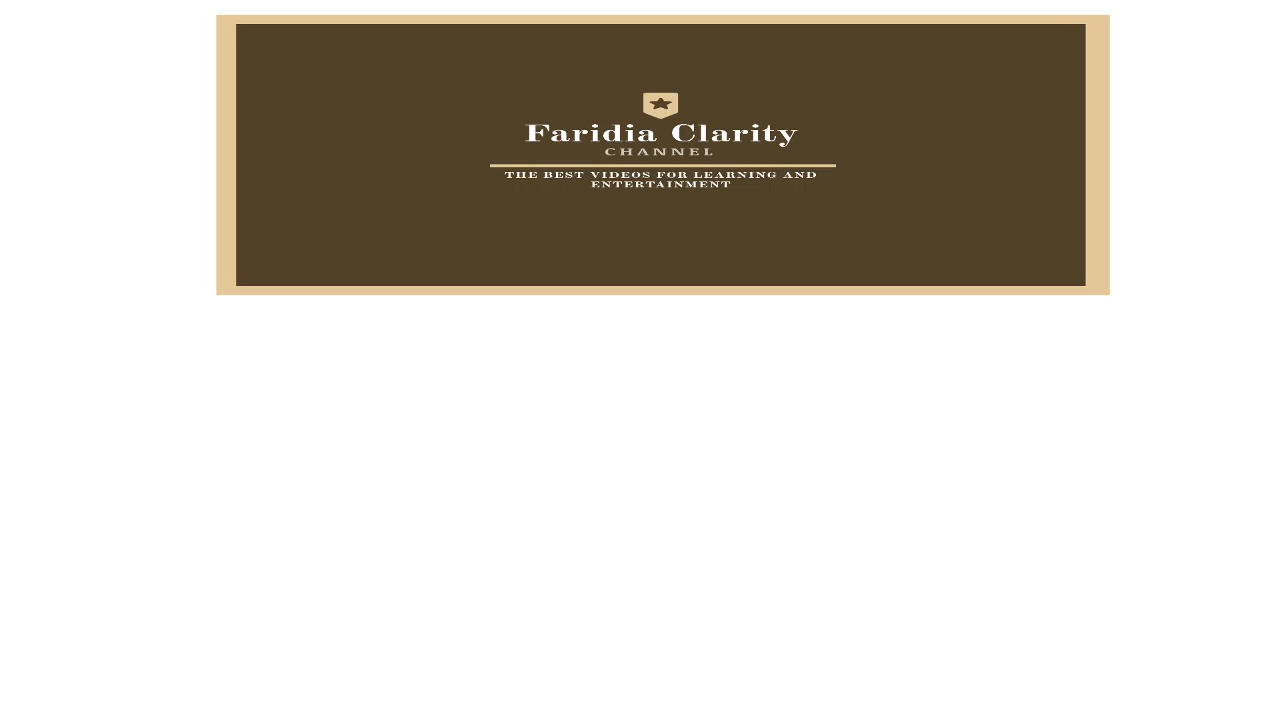 Faridia Clarity
CHANNEL
THE BEST VIDEOS FOR LEARNING AND
ENTERTAINMENT